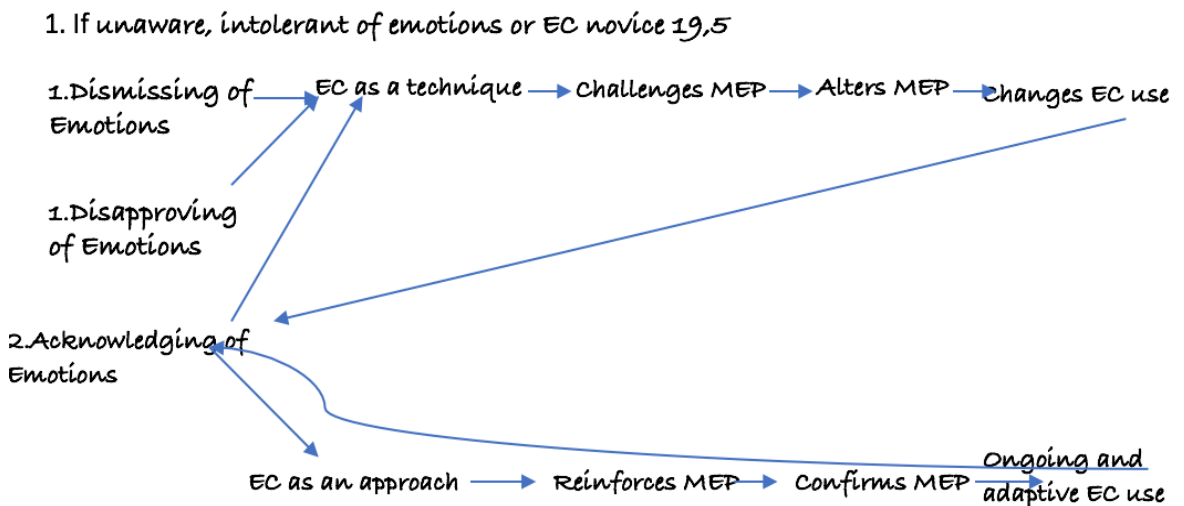 1. If unaware, intolerant of emotions or EC novice 19,5
1.Dismissing of
Emotions
EC as a technique
Challenges MEP
Alters MEP
Changes EC use
1.Disapproving
of Emotions
2.Acknowledging of
Emotions
EC as an approach
Reinforces MEP
Confirms MEP
Ongoing and
adaptive EC use